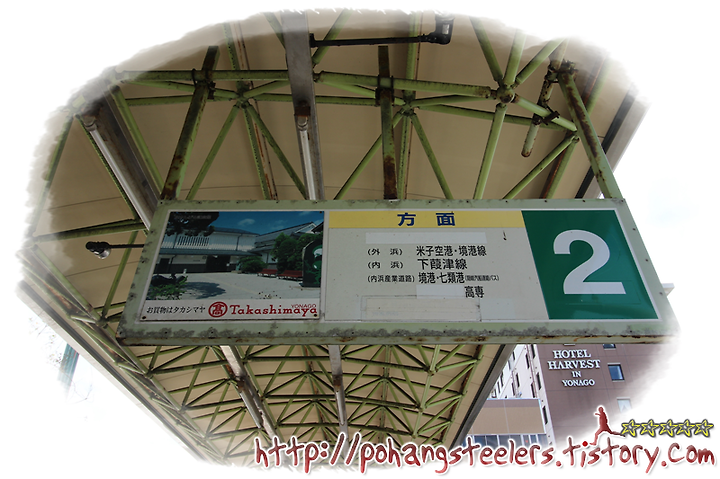 方面
2
(外 浜) 米子空港・境港線
(内 浜) 下葭津線
(内浜産業道路) 境港・七類港
高専
お買物はタカシマヤ 髙 Takashimaya
YONAGO
HOTEL
HARVEST
IN
YONAGO
http://pohangsteelers.tistory.com